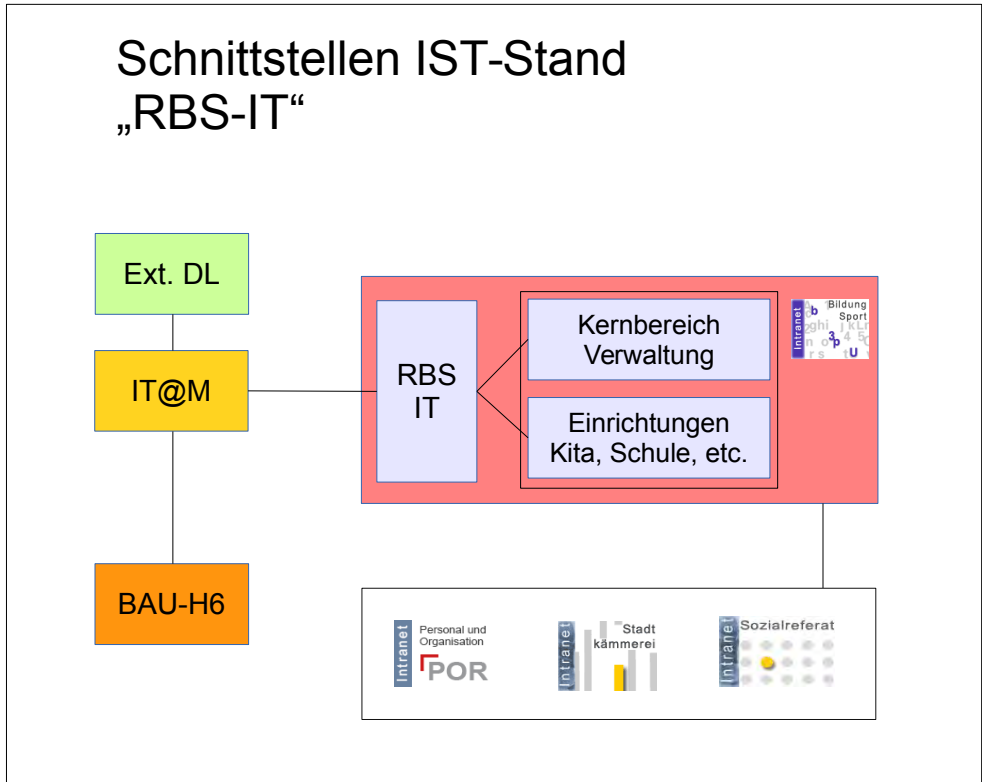 Schnittstellen IST-Stand
„RBS-IT“
Ext. DL
IT@M
BAU-H6
RBS
IT
Kernbereich
Verwaltung
Einrichtungen
Kita, Schule, etc.
Intranet
Bildung
Sport
Intranet
Personal und
Organisation
POR
Intranet
Stadt
kämmerei
Intranet
Sozialreferat